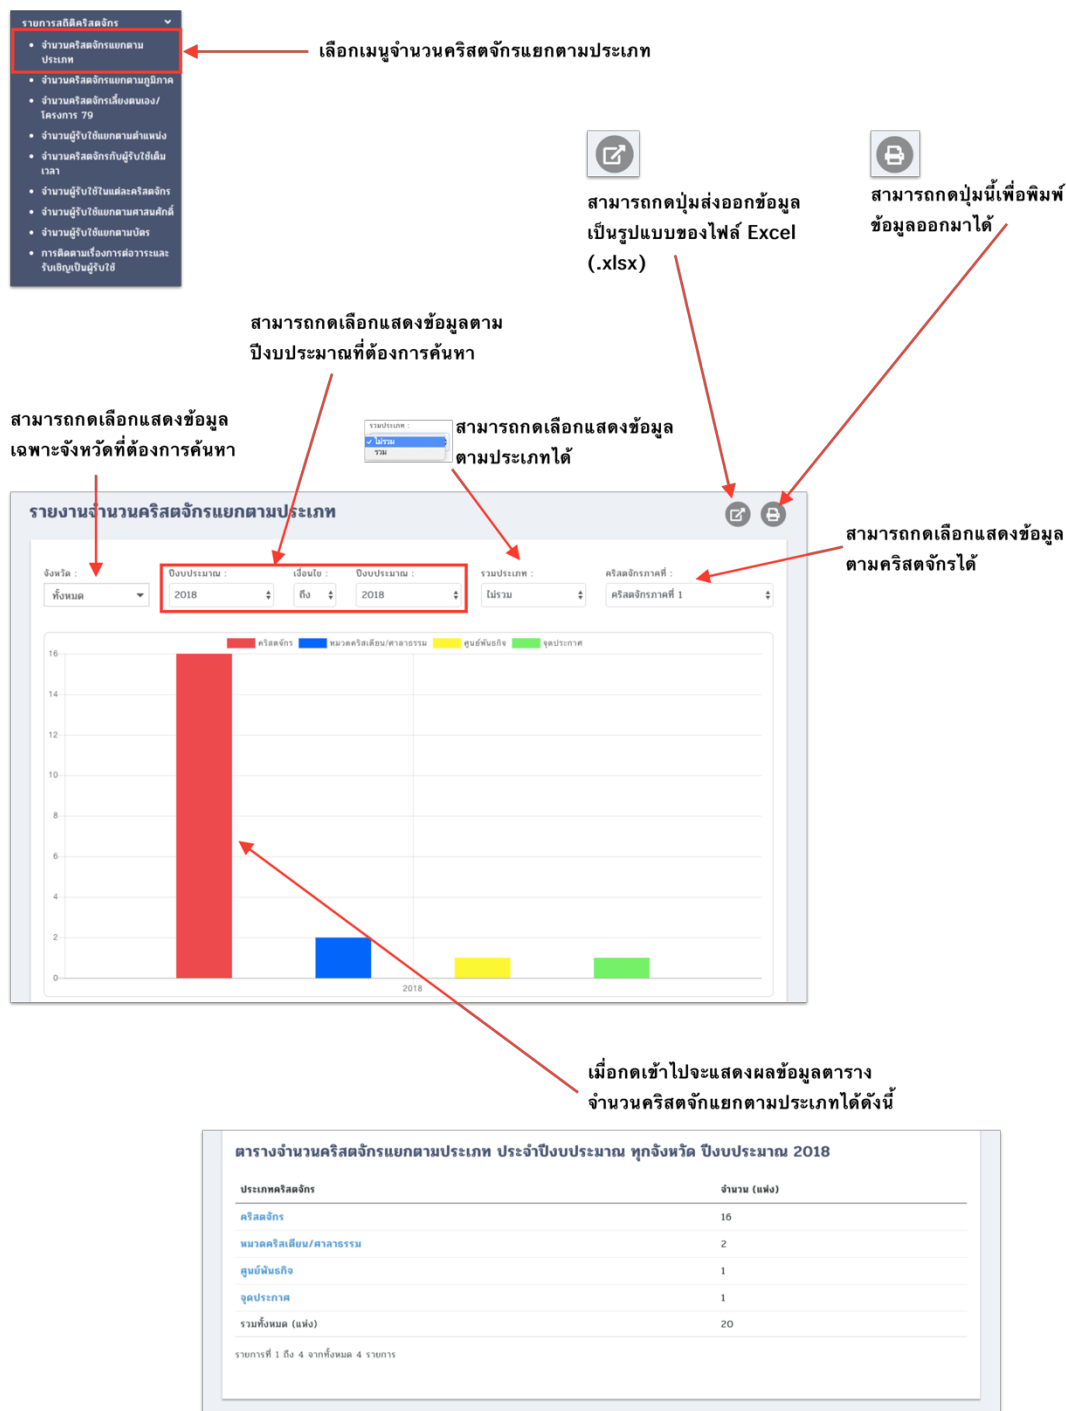 รายการสถิติคริสตจักร
จำนวนคริสตจักรแยกตาม
ประเภท
จำนวนคริสตจักรแยกตามภูมิภาค
จำนวนคริสตจักรเลี้ยงตนเอง/
โครงการ 79
จำนวนผู้รับใช้แยกตามตำแหน่ง
จำนวนคริสตจักรกับผู้รับใช้เต็ม
เวลา
จำนวนผู้รับใช้ในแต่ละคริสตจักร
จำนวนผู้รับใช้แยกตามศาสนศักดิ์
จำนวนผู้รับใช้แยกตามบัตร
การติดตามเรื่องการต่อวาระและ
รับเชิญเป็นผู้รับใช้
เลือกเมนูจำนวนคริสตจักรแยกตามประเภท
สามารถกดปุ่มส่งออกข้อมูล
เป็นรูปแบบของไฟล์ Excel
(.xlsx)
สามารถกดปุ่มนี้เพื่อพิมพ์
ข้อมูลออกมาได้
สามารถกดเลือกแสดงข้อมูลตาม
ปีงบประมาณที่ต้องการค้นหา
สามารถกดเลือกแสดงข้อมูล
เฉพาะจังหวัดที่ต้องการค้นหา
รวมประเภท :
ไม่รวม
รวม
สามารถกดเลือกแสดงข้อมูล
ตามประเภทได้
รายงานจำนวนคริสตจักรแยกตามประเภท
สามารถกดเลือกแสดงข้อมูล
ตามคริสตจักรได้
จังหวัด : ปีงบประมาณ : เงื่อนไข : ปีงบประมาณ : รวมประเภท : คริสตจักรภาคที่ :
ทั้งหมด 2018 ถึง 2018 ไม่รวม คริสตจักรภาคที่ 1
คริสตจักร หมวดคริสเตียน/ศาลาธรรม ศูนย์พันธกิจ จุดประกาศ
16
14
12
10
8
6
4
2
0
2018
เมื่อกดเข้าไปจะแสดงผลข้อมูลตาราง
จำนวนคริสตจักแยกตามประเภทได้ดังนี้
ตารางจำนวนคริสตจักรแยกตามประเภท ประจำปีงบประมาณ ทุกจังหวัด ปีงบประมาณ 2018
ประเภทคริสตจักร จำนวน (แห่ง)
คริสตจักร 16
หมวดคริสเตียน/ศาลาธรรม 2
ศูนย์พันธกิจ 1
จุดประกาศ 1
รวมทั้งหมด (แห่ง) 20
รายการที่ 1 ถึง 4 จากทั้งหมด 4 รายการ